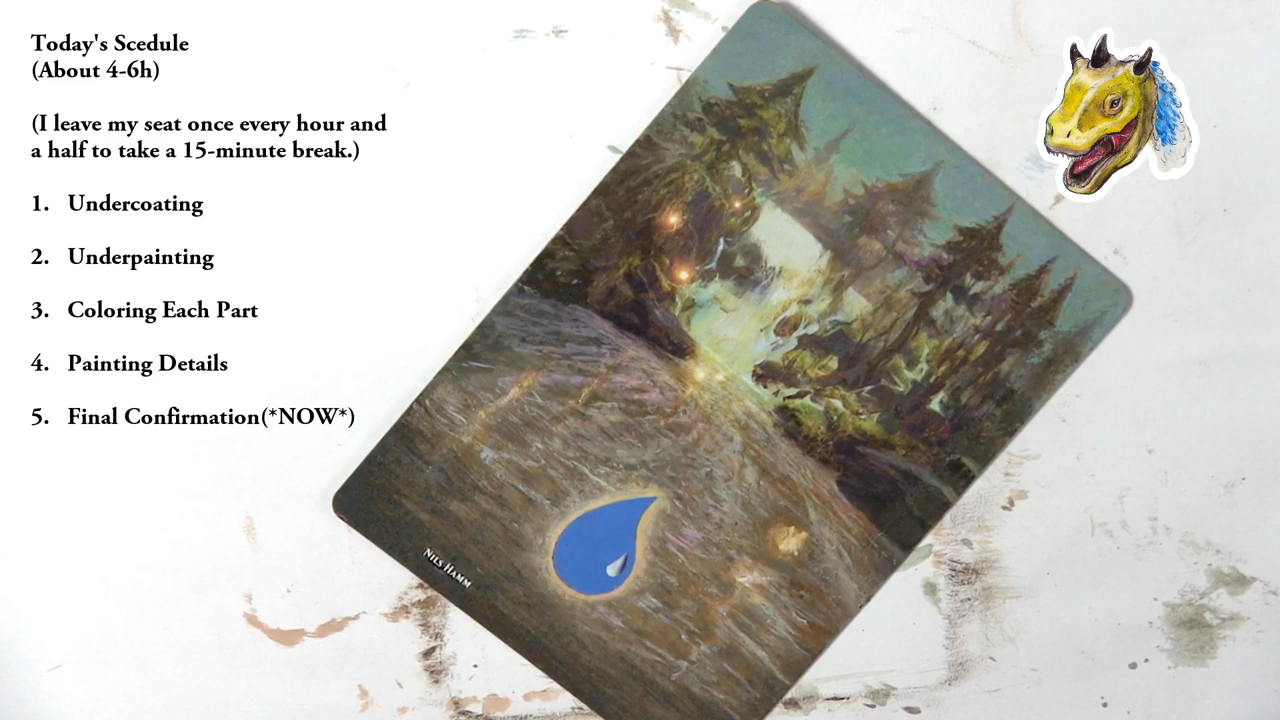 Today's Scedule
(About 4-6h)
(I leave my seat once every hour and
a half to take a 15-minute break.)
1. Undercoating
2. Underpainting
3. Coloring Each Part
4. Painting Details
5. Final Confirmation(*NOW*)
Nils Hamm